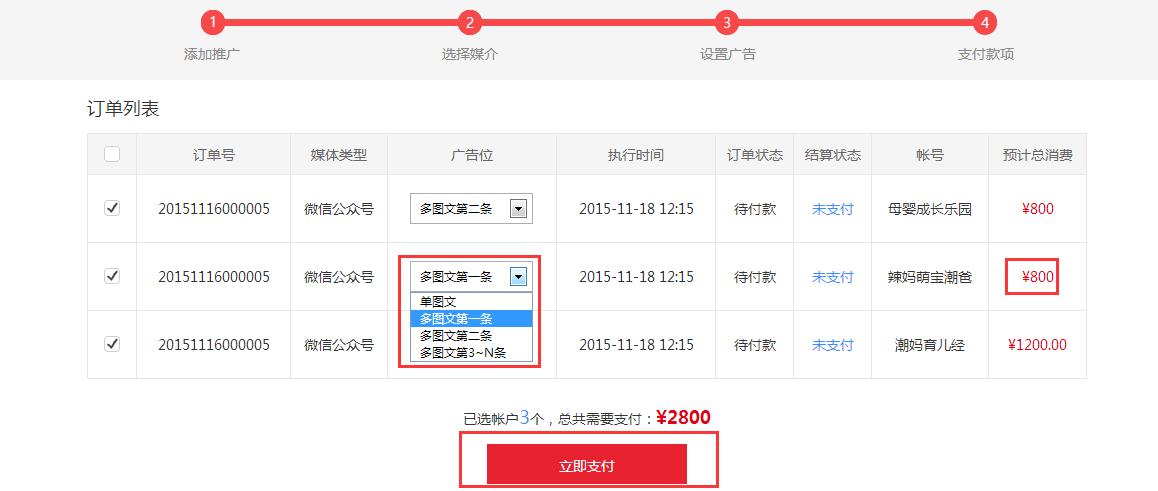 1 2 3 4
添加推广 选择媒介 设置广告 支付款项
订单列表
订单号 媒体类型 广告位 执行时间 订单状态 结算状态 帐号 预计总消费
20151116000005 微信公众号 多图文第二条 2015-11-18 12:15 待付款 未支付 母婴成长乐园 ¥800
20151116000005 微信公众号 多图文第一条 2015-11-18 12:15 待付款 未支付 辣妈萌宝潮爸 ¥800
单图文
多图文第一条
多图文第二条
多图文第3~N条
20151116000005 微信公众号 2015-11-18 12:15 待付款 未支付 潮妈育儿经 ¥1200.00
已选帐户3个，总共需要支付：¥2800
立即支付